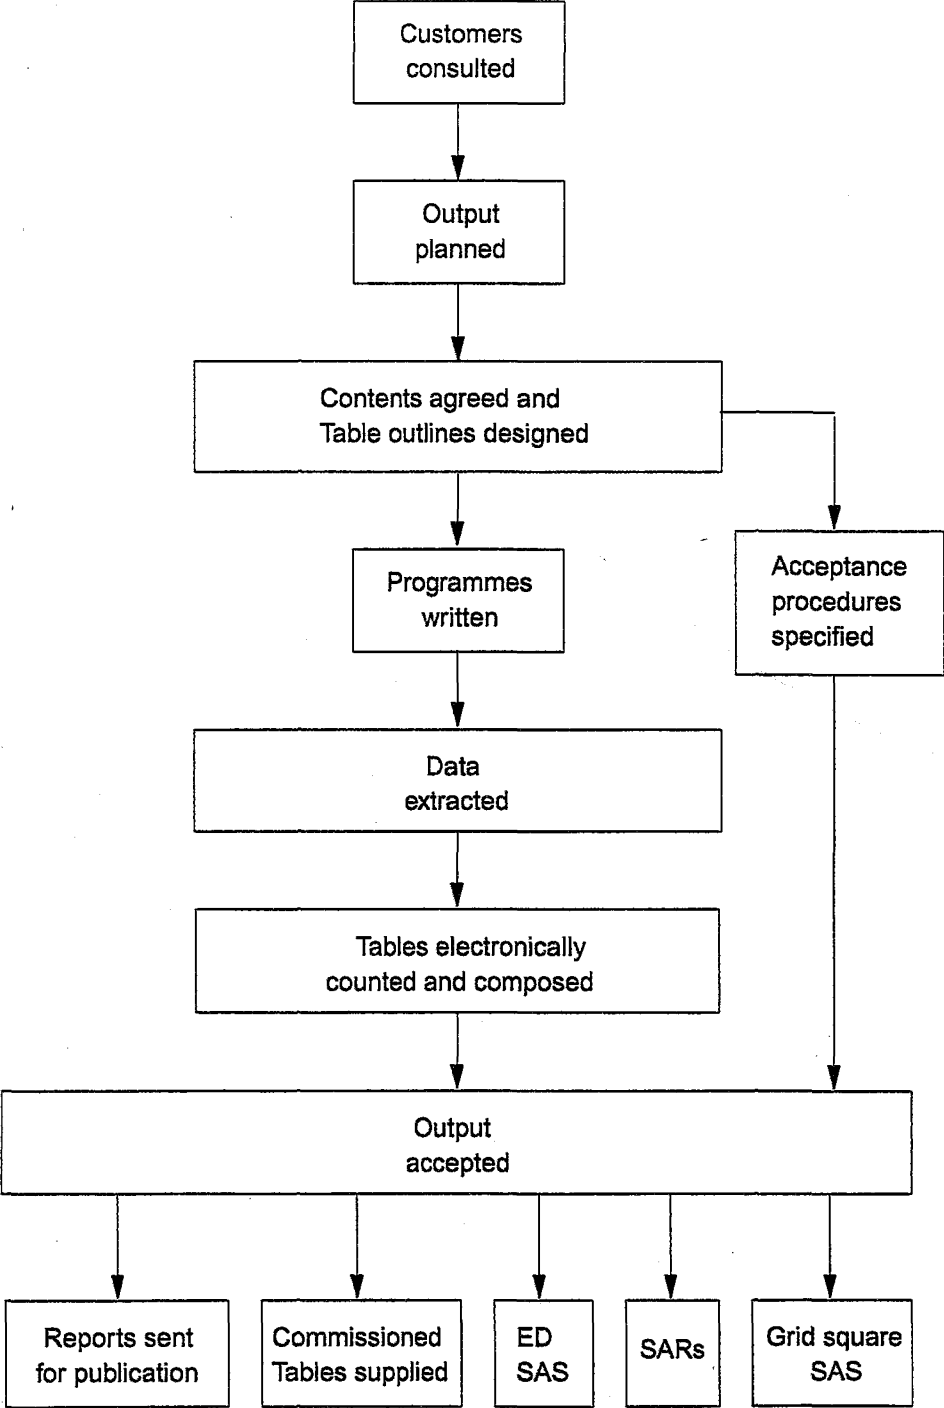 Customers
consulted
Output
planned
Contents agreed and
Table outlines designed
Programmes
written
Acceptance
procedures
specified
Data
extracted
Tables electronically
counted and composed
Output
accepted
Reports sent
for publication
Commissioned
Tables supplied
ED
SAS
SARs
Grid square
SAS